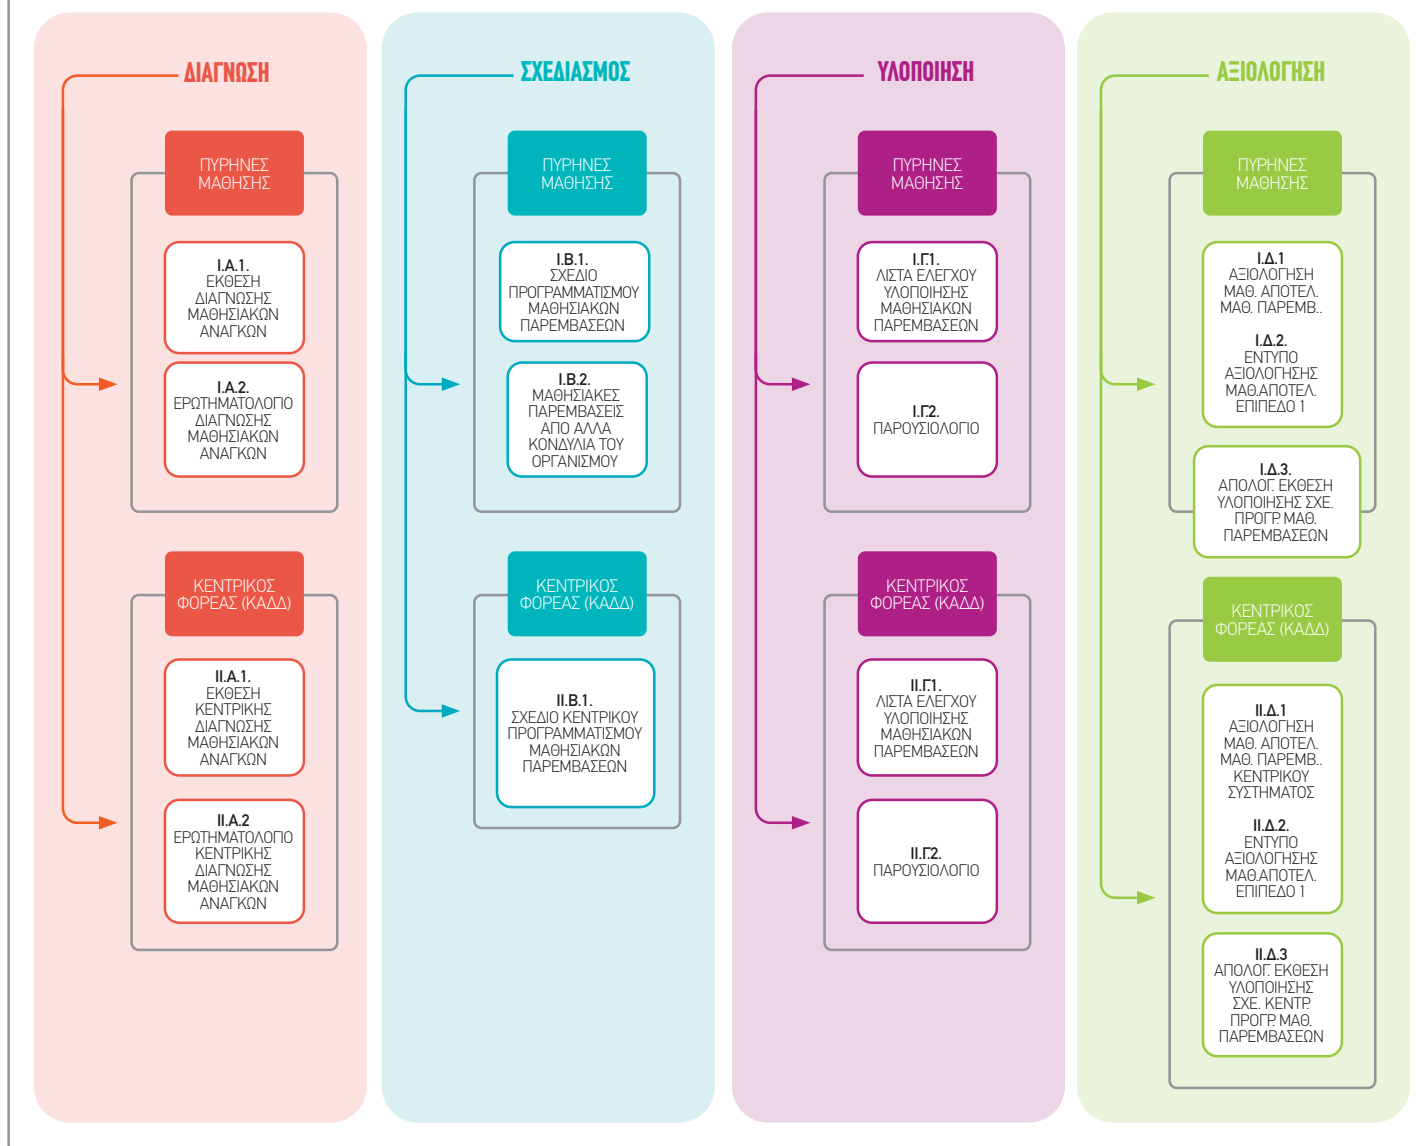 ΔΙΑΓΝΩΣΗ
ΠΥΡΗΝΕΣ
ΜΑΘΗΣΗΣ
Ι.Α.1.
ΕΚΘΕΣΗ
ΔΙΑΓΝΩΣΗΣ
ΜΑΘΗΣΙΑΚΩΝ
ΑΝΑΓΚΩΝ
Ι.Α.2.
ΕΡΩΤΗΜΑΤΟΛΟΓΙΟ
ΔΙΑΓΝΩΣΗΣ
ΜΑΘΗΣΙΑΚΩΝ
ΑΝΑΓΚΩΝ
ΚΕΝΤΡΙΚΟΣ
ΦΟΡΕΑΣ (ΚΑΔΔ)
ΙΙ.Α.1.
ΕΚΘΕΣΗ
ΚΕΝΤΡΙΚΗΣ
ΔΙΑΓΝΩΣΗΣ
ΜΑΘΗΣΙΑΚΩΝ
ΑΝΑΓΚΩΝ
ΙΙ.Α.2
ΕΡΩΤΗΜΑΤΟΛΟΓΙΟ
ΚΕΝΤΡΙΚΗΣ
ΔΙΑΓΝΩΣΗΣ
ΜΑΘΗΣΙΑΚΩΝ
ΑΝΑΓΚΩΝ
ΣΧΕΔΙΑΣΜΟΣ
ΠΥΡΗΝΕΣ
ΜΑΘΗΣΗΣ
Ι.Β.1.
ΣΧΕΔΙΟ
ΠΡΟΓΡΑΜΜΑΤΙΣΜΟΥ
ΜΑΘΗΣΙΑΚΩΝ
ΠΑΡΕΜΒΑΣΕΩΝ
Ι.Β.2.
ΜΑΘΗΣΙΑΚΕΣ
ΠΑΡΕΜΒΑΣΕΙΣ
ΑΠΟ ΑΛΛΑ
ΚΟΝΔΥΛΙΑ ΤΟΥ
ΟΡΓΑΝΙΣΜΟΥ
ΚΕΝΤΡΙΚΟΣ
ΦΟΡΕΑΣ (ΚΑΔΔ)
ΙΙ.Β.1.
ΣΧΕΔΙΟ ΚΕΝΤΡΙΚΟΥ
ΠΡΟΓΡΑΜΜΑΤΙΣΜΟΥ
ΜΑΘΗΣΙΑΚΩΝ
ΠΑΡΕΜΒΑΣΕΩΝ
ΥΛΟΠΟΙΗΣΗ
ΠΥΡΗΝΕΣ
ΜΑΘΗΣΗΣ
Ι.Γ.1.
ΛΙΣΤΑ ΕΛΕΓΧΟΥ
ΥΛΟΠΟΙΗΣΗΣ
ΜΑΘΗΣΙΑΚΩΝ
ΠΑΡΕΜΒΑΣΕΩΝ
Ι.Γ.2.
ΠΑΡΟΥΣΙΟΛΟΓΙΟ
ΚΕΝΤΡΙΚΟΣ
ΦΟΡΕΑΣ (ΚΑΔΔ)
ΙΙ.Γ.1.
ΛΙΣΤΑ ΕΛΕΓΧΟΥ
ΥΛΟΠΟΙΗΣΗΣ
ΜΑΘΗΣΙΑΚΩΝ
ΠΑΡΕΜΒΑΣΕΩΝ
ΙΙ.Γ.2.
ΠΑΡΟΥΣΙΟΛΟΓΙΟ
ΑΞΙΟΛΟΓΗΣΗ
ΠΥΡΗΝΕΣ
ΜΑΘΗΣΗΣ
Ι.Δ.1
ΑΞΙΟΛΟΓΗΣΗ
ΜΑΘ. ΑΠΟΤΕΛ.
ΜΑΘ. ΠΑΡΕΜΒ..
Ι.Δ.2.
ΕΝΤΥΠΟ
ΑΞΙΟΛΟΓΗΣΗΣ
ΜΑΘ.ΑΠΟΤΕΛ.
ΕΠΙΠΕΔΟ 1
Ι.Δ.3.
ΑΠΟΛΟΓ. ΕΚΘΕΣΗ
ΥΛΟΠΟΙΗΣΗΣ ΣΧΕ.
ΠΡΟΓΡ. ΜΑΘ.
ΠΑΡΕΜΒΑΣΕΩΝ
ΚΕΝΤΡΙΚΟΣ
ΦΟΡΕΑΣ (ΚΑΔΔ)
ΙΙ.Δ.1
ΑΞΙΟΛΟΓΗΣΗ
ΜΑΘ. ΑΠΟΤΕΛ.
ΜΑΘ. ΠΑΡΕΜΒ..
ΚΕΝΤΡΙΚΟΥ
ΣΥΣΤΗΜΑΤΟΣ
ΙΙ.Δ.2.
ΕΝΤΥΠΟ
ΑΞΙΟΛΟΓΗΣΗΣ
ΜΑΘ.ΑΠΟΤΕΛ.
ΕΠΙΠΕΔΟ 1
ΙΙ.Δ.3
ΑΠΟΛΟΓ. ΕΚΘΕΣΗ
ΥΛΟΠΟΙΗΣΗΣ
ΣΧΕ. ΚΕΝΤΡ.
ΠΡΟΓΡ. ΜΑΘ.
ΠΑΡΕΜΒΑΣΕΩΝ